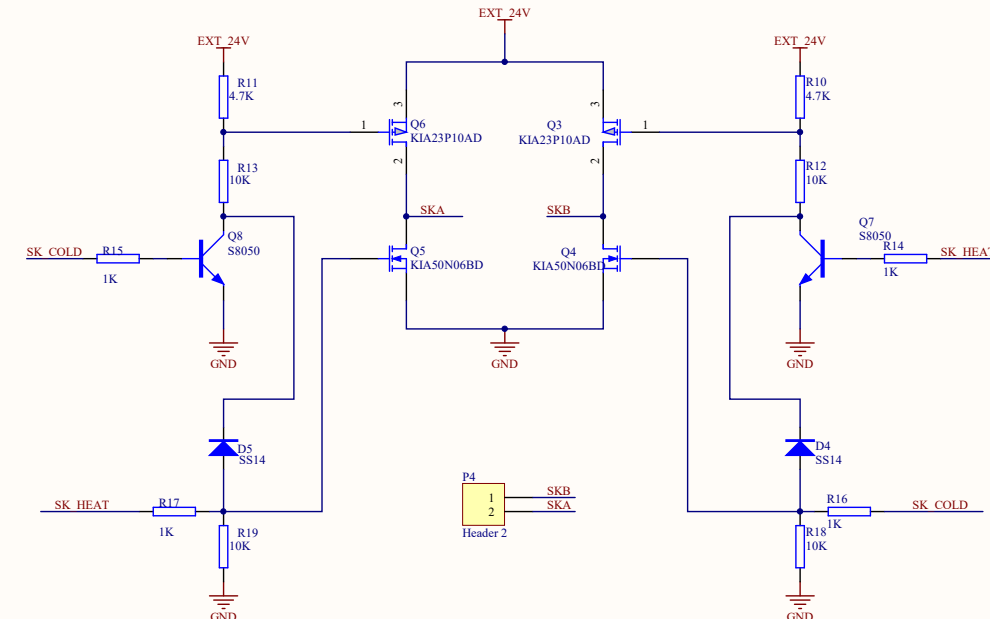 EXT_24V
EXT_24V
EXT_24V
R11
4.7K
R10
4.7K
3
3
1
Q6
KIA23P10AD
Q3
KIA23P10AD
1
2
2
R13
10K
R12
10K
SKA
SKB
Q8
S8050
SK_COLD
R15
1K
Q5
KIA50N06BD
Q4
KIA50N06BD
Q7
S8050
R14
1K
SK_HEAT
GND
GND
GND
D5
SS14
D4
SS14
P4
1
2
SKB
SKA
Header 2
SK_HEAT
R17
1K
R16
1K
SK_COLD
R19
10K
R18
10K
GND
GND